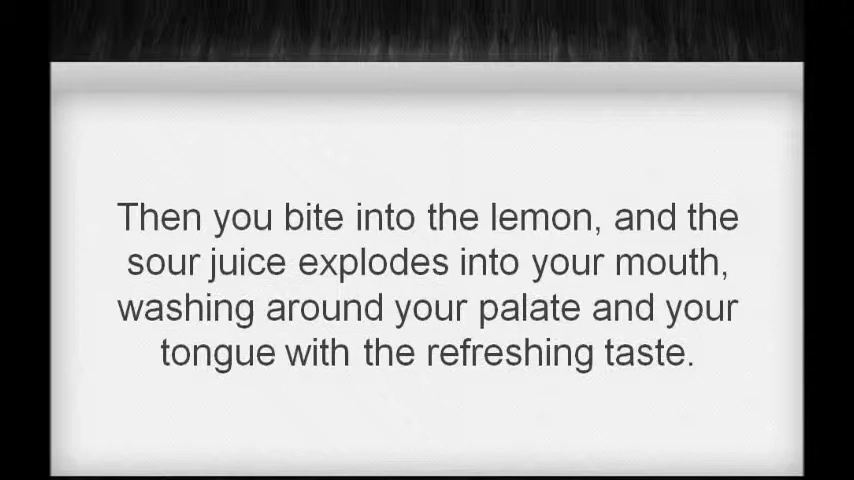 Then you bite into the lemon, and the
sour juice explodes into your mouth,
washing around your palate and your
tongue with the refreshing taste.